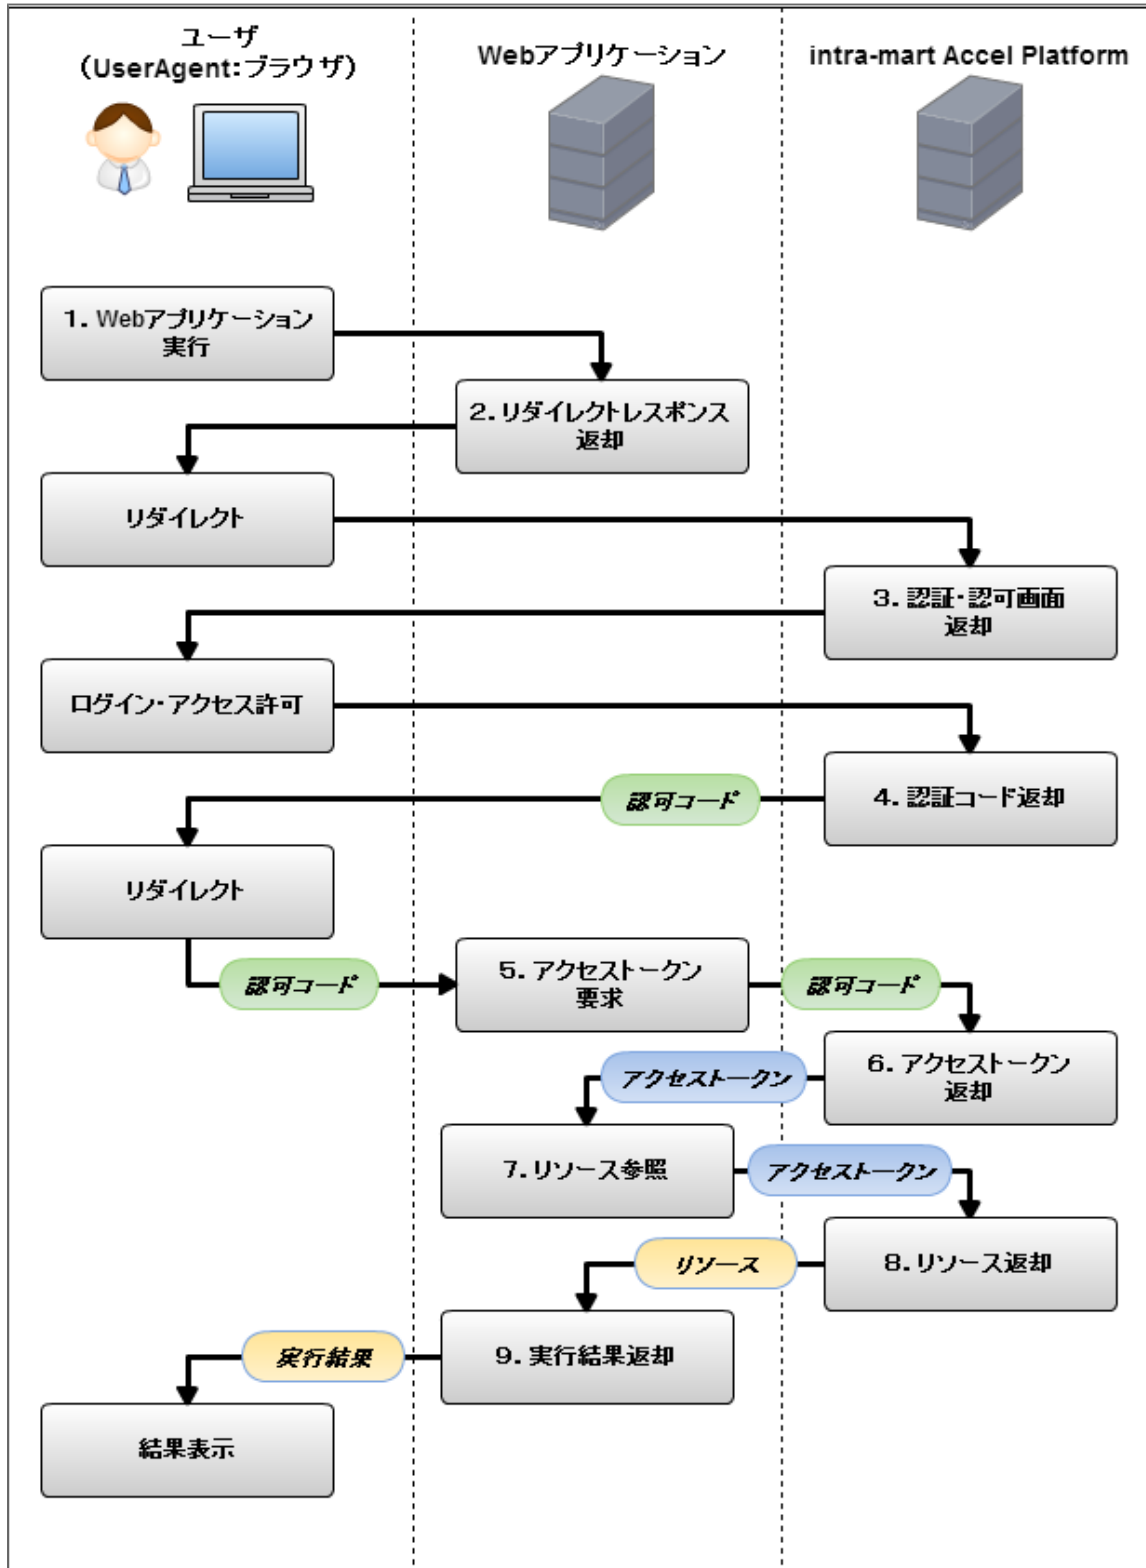 ユーザ
(UserAgent:ブラウザ)
Webアプリケーション
intra-mart Accel Platform
1. Webアプリケーション
実行
2. リダイレクトレスポンス
返却
リダイレクト
3. 認証・認可画面
返却
ログイン・アクセス許可
認可コード
4. 認証コード返却
リダイレクト
認可コード
5. アクセストークン
要求
認可コード
アクセストークン
6. アクセストークン
返却
7. リソース参照
アクセストークン
リソース
8. リソース返却
実行結果
9. 実行結果返却
結果表示